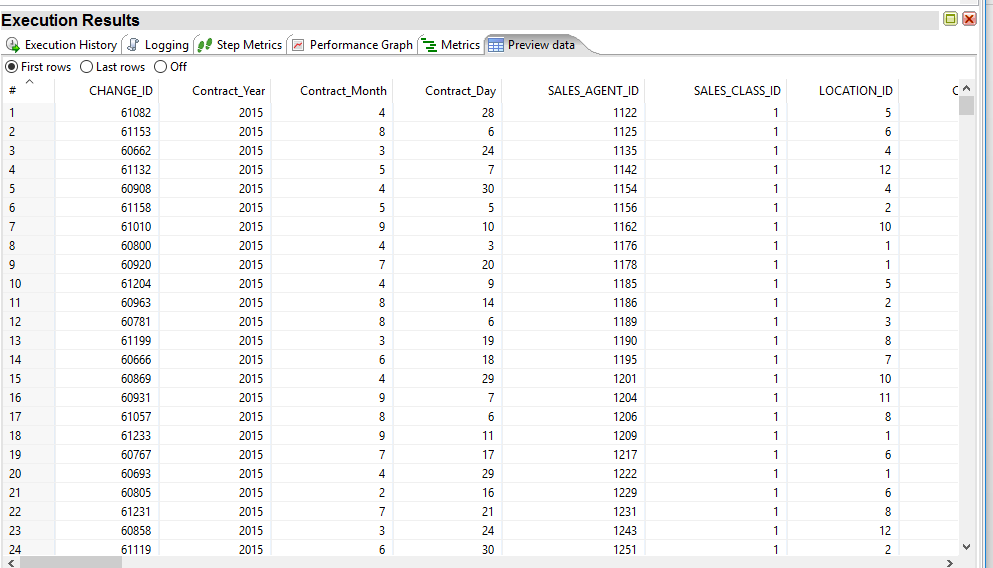 Execution Results
Execution History Logging Step Metrics Performance Graph Metrics Preview data
First rows Last rows Off
# CHANGE_ID Contract_Year Contract_Month Contract_Day SALES_AGENT_ID SALES_CLASS_ID LOCATION_ID C
1 61082 2015 4 28 1122 1 5
2 61153 2015 8 6 1125 1 6
3 60662 2015 3 24 1135 1 4
4 61132 2015 5 7 1142 1 12
5 60908 2015 4 30 1154 1 4
6 61158 2015 5 5 1156 1 2
7 61010 2015 9 10 1162 1 10
8 60800 2015 4 3 1176 1 1
9 60920 2015 7 20 1178 1 1
10 61204 2015 4 9 1185 1 5
11 60963 2015 8 14 1186 1 2
12 60781 2015 8 6 1189 1 3
13 61199 2015 3 19 1190 1 8
14 60666 2015 6 18 1195 1 7
15 60869 2015 4 29 1201 1 10
16 60931 2015 9 7 1204 1 11
17 61057 2015 8 6 1206 1 8
18 61233 2015 9 11 1209 1 1
19 60767 2015 7 17 1217 1 6
20 60693 2015 4 29 1222 1 1
21 60805 2015 2 16 1229 1 6
22 61231 2015 7 21 1231 1 8
23 60858 2015 3 24 1243 1 12
24 61119 2015 6 30 1251 1 2